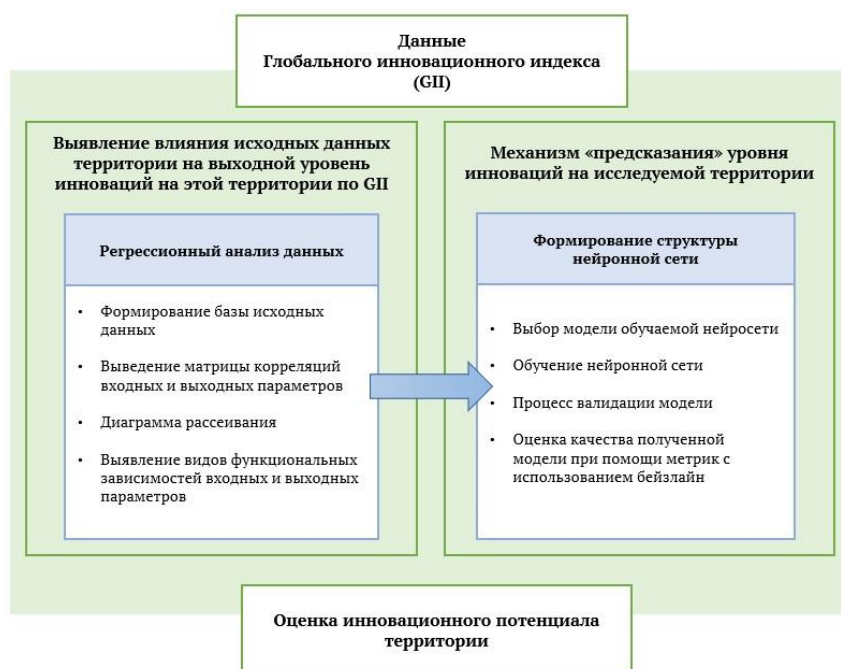 Данные
Глобального инновационного индекса
(GII)
Выявление влияния исходных данных
территории на выходной уровень
инноваций на этой территории по GII
Регрессионный анализ данных
• Формирование базы исходных
данных
• Выведение матрицы корреляций
входных и выходных параметров
• Диаграмма рассеивания
• Выявление видов функциональных
зависимостей входных и выходных
параметров
Механизм «предсказания» уровня
инноваций на исследуемой территории
Формирование структуры
нейронной сети
• Выбор модели обучаемой нейросети
• Обучение нейронной сети
• Процесс валидации модели
• Оценка качества полученной
модели при помощи метрик с
использованием бейзлайн
Оценка инновационного потенциала
территории